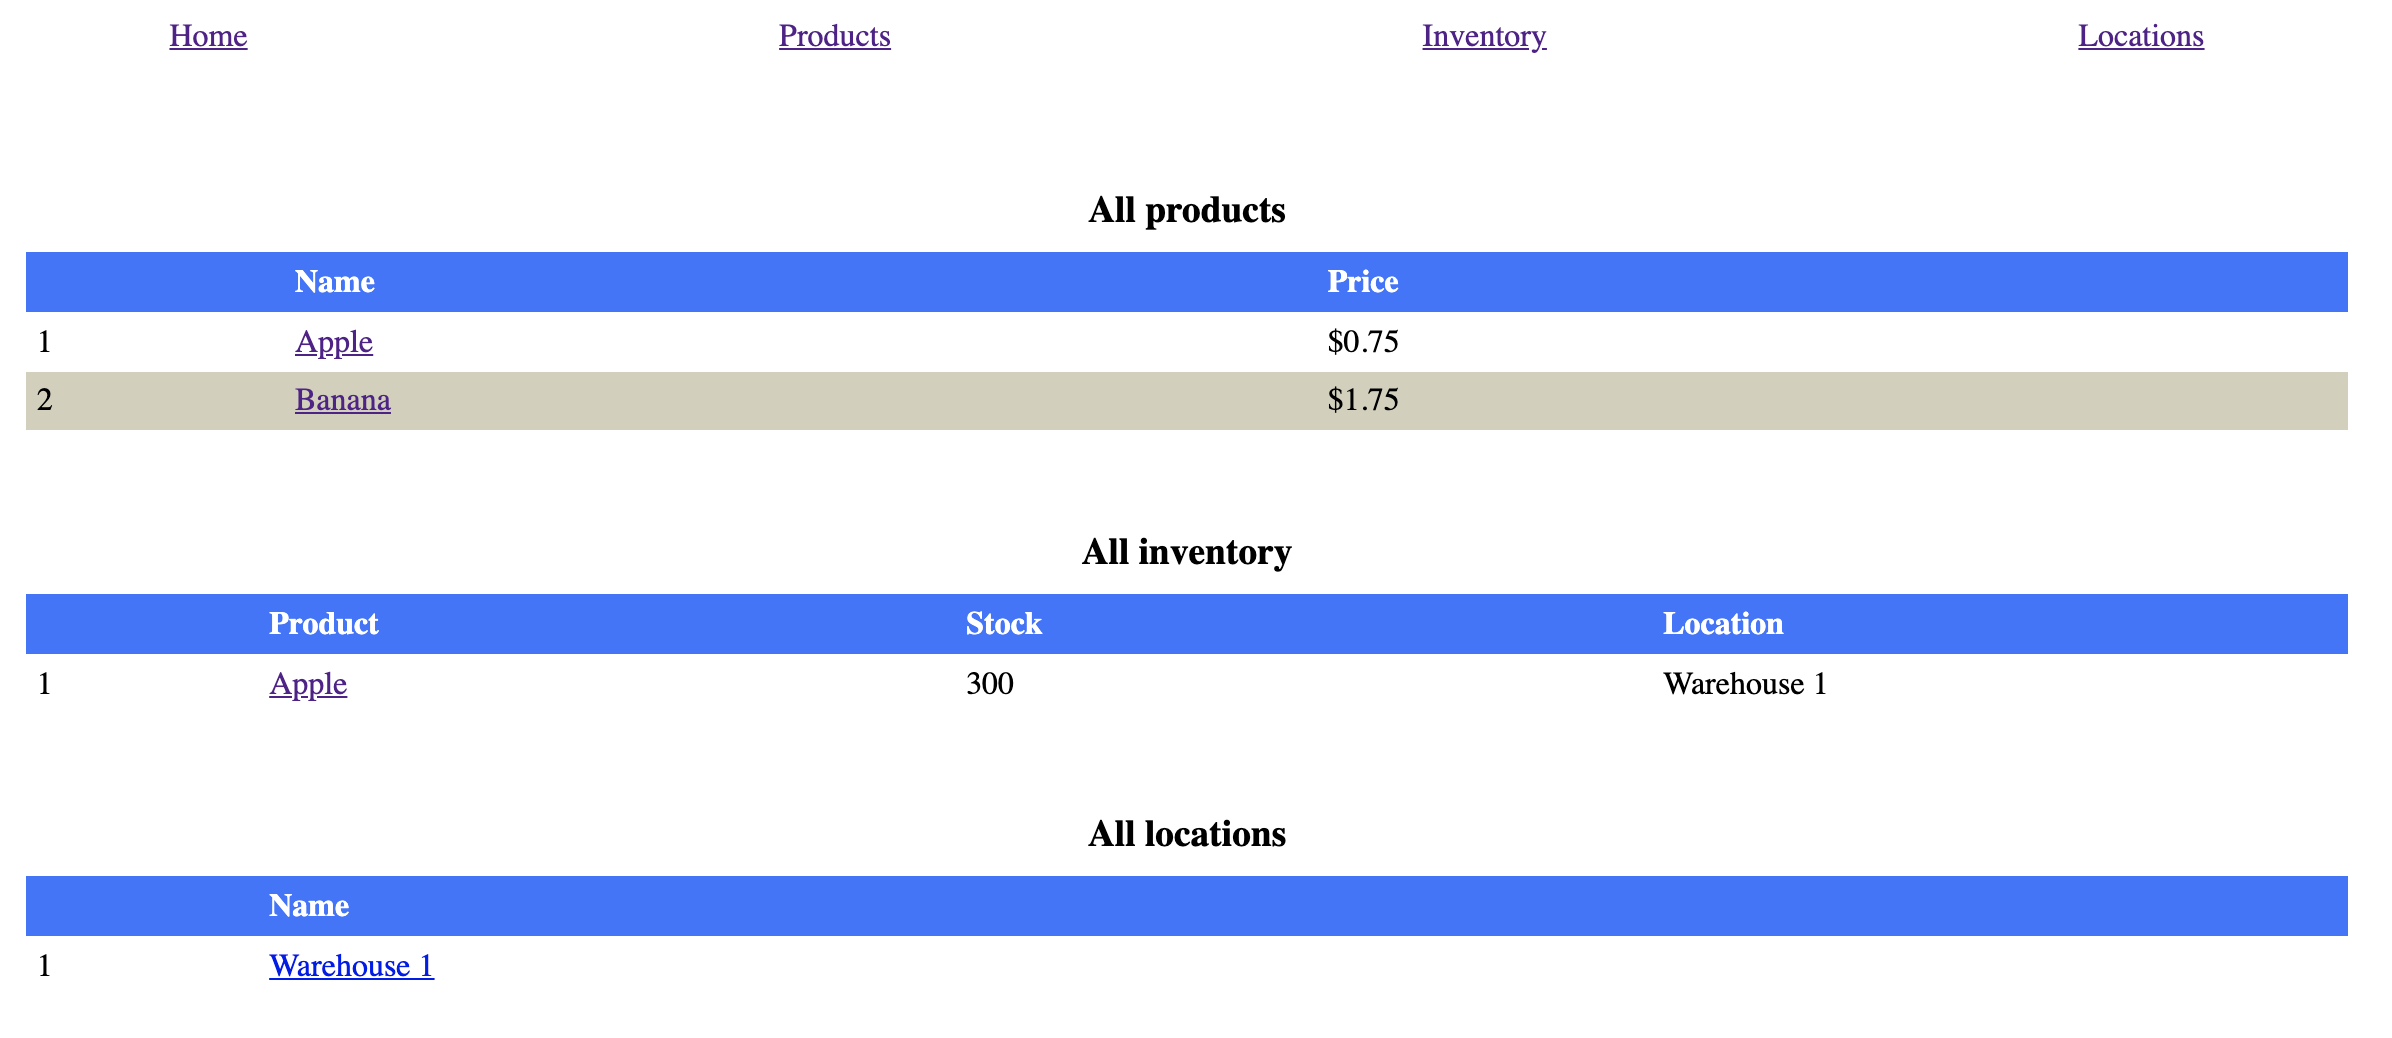 Home Products Inventory Locations
All products
Name Price
1 Apple $0.75
2 Banana $1.75
All inventory
Product Stock Location
1 Apple 300 Warehouse 1
All locations
Name
1 Warehouse 1